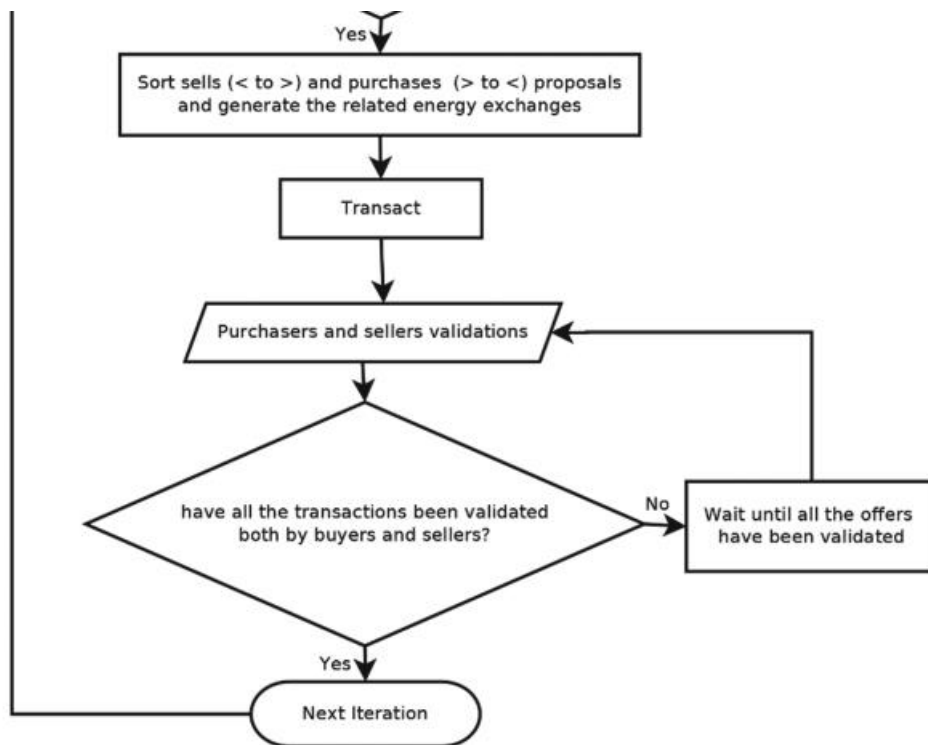 Yes
Sort sells (< to >) and purchases (> to <) proposals
and generate the related energy exchanges
Transact
Purchasers and sellers validations
have all the transactions been validated
both by buyers and sellers?
No
Wait until all the offers
have been validated
Yes
Next Iteration